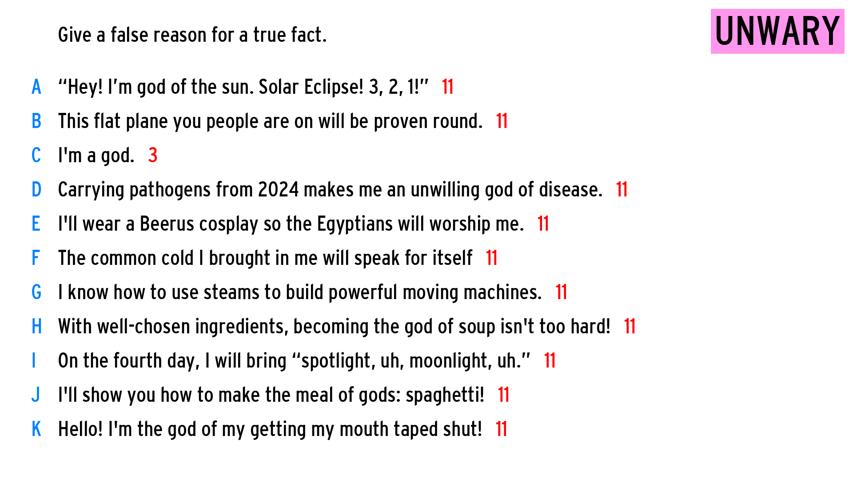 Give a false reason for a true fact.
UNWARY
A “Hey! I’m god of the sun. Solar Eclipse! 3, 2, 1!” 11
B This flat plane you people are on will be proven round. 11
C I'm a god. 3
D Carrying pathogens from 2024 makes me an unwilling god of disease. 11
E I'll wear a Beerus cosplay so the Egyptians will worship me. 11
F The common cold I brought in me will speak for itself 11
G I know how to use steams to build powerful moving machines. 11
H With well-chosen ingredients, becoming the god of soup isn't too hard! 11
I On the fourth day, I will bring “spotlight, uh, moonlight, uh.” 11
J I'll show you how to make the meal of gods: spaghetti! 11
K Hello! I'm the god of my getting my mouth taped shut! 11